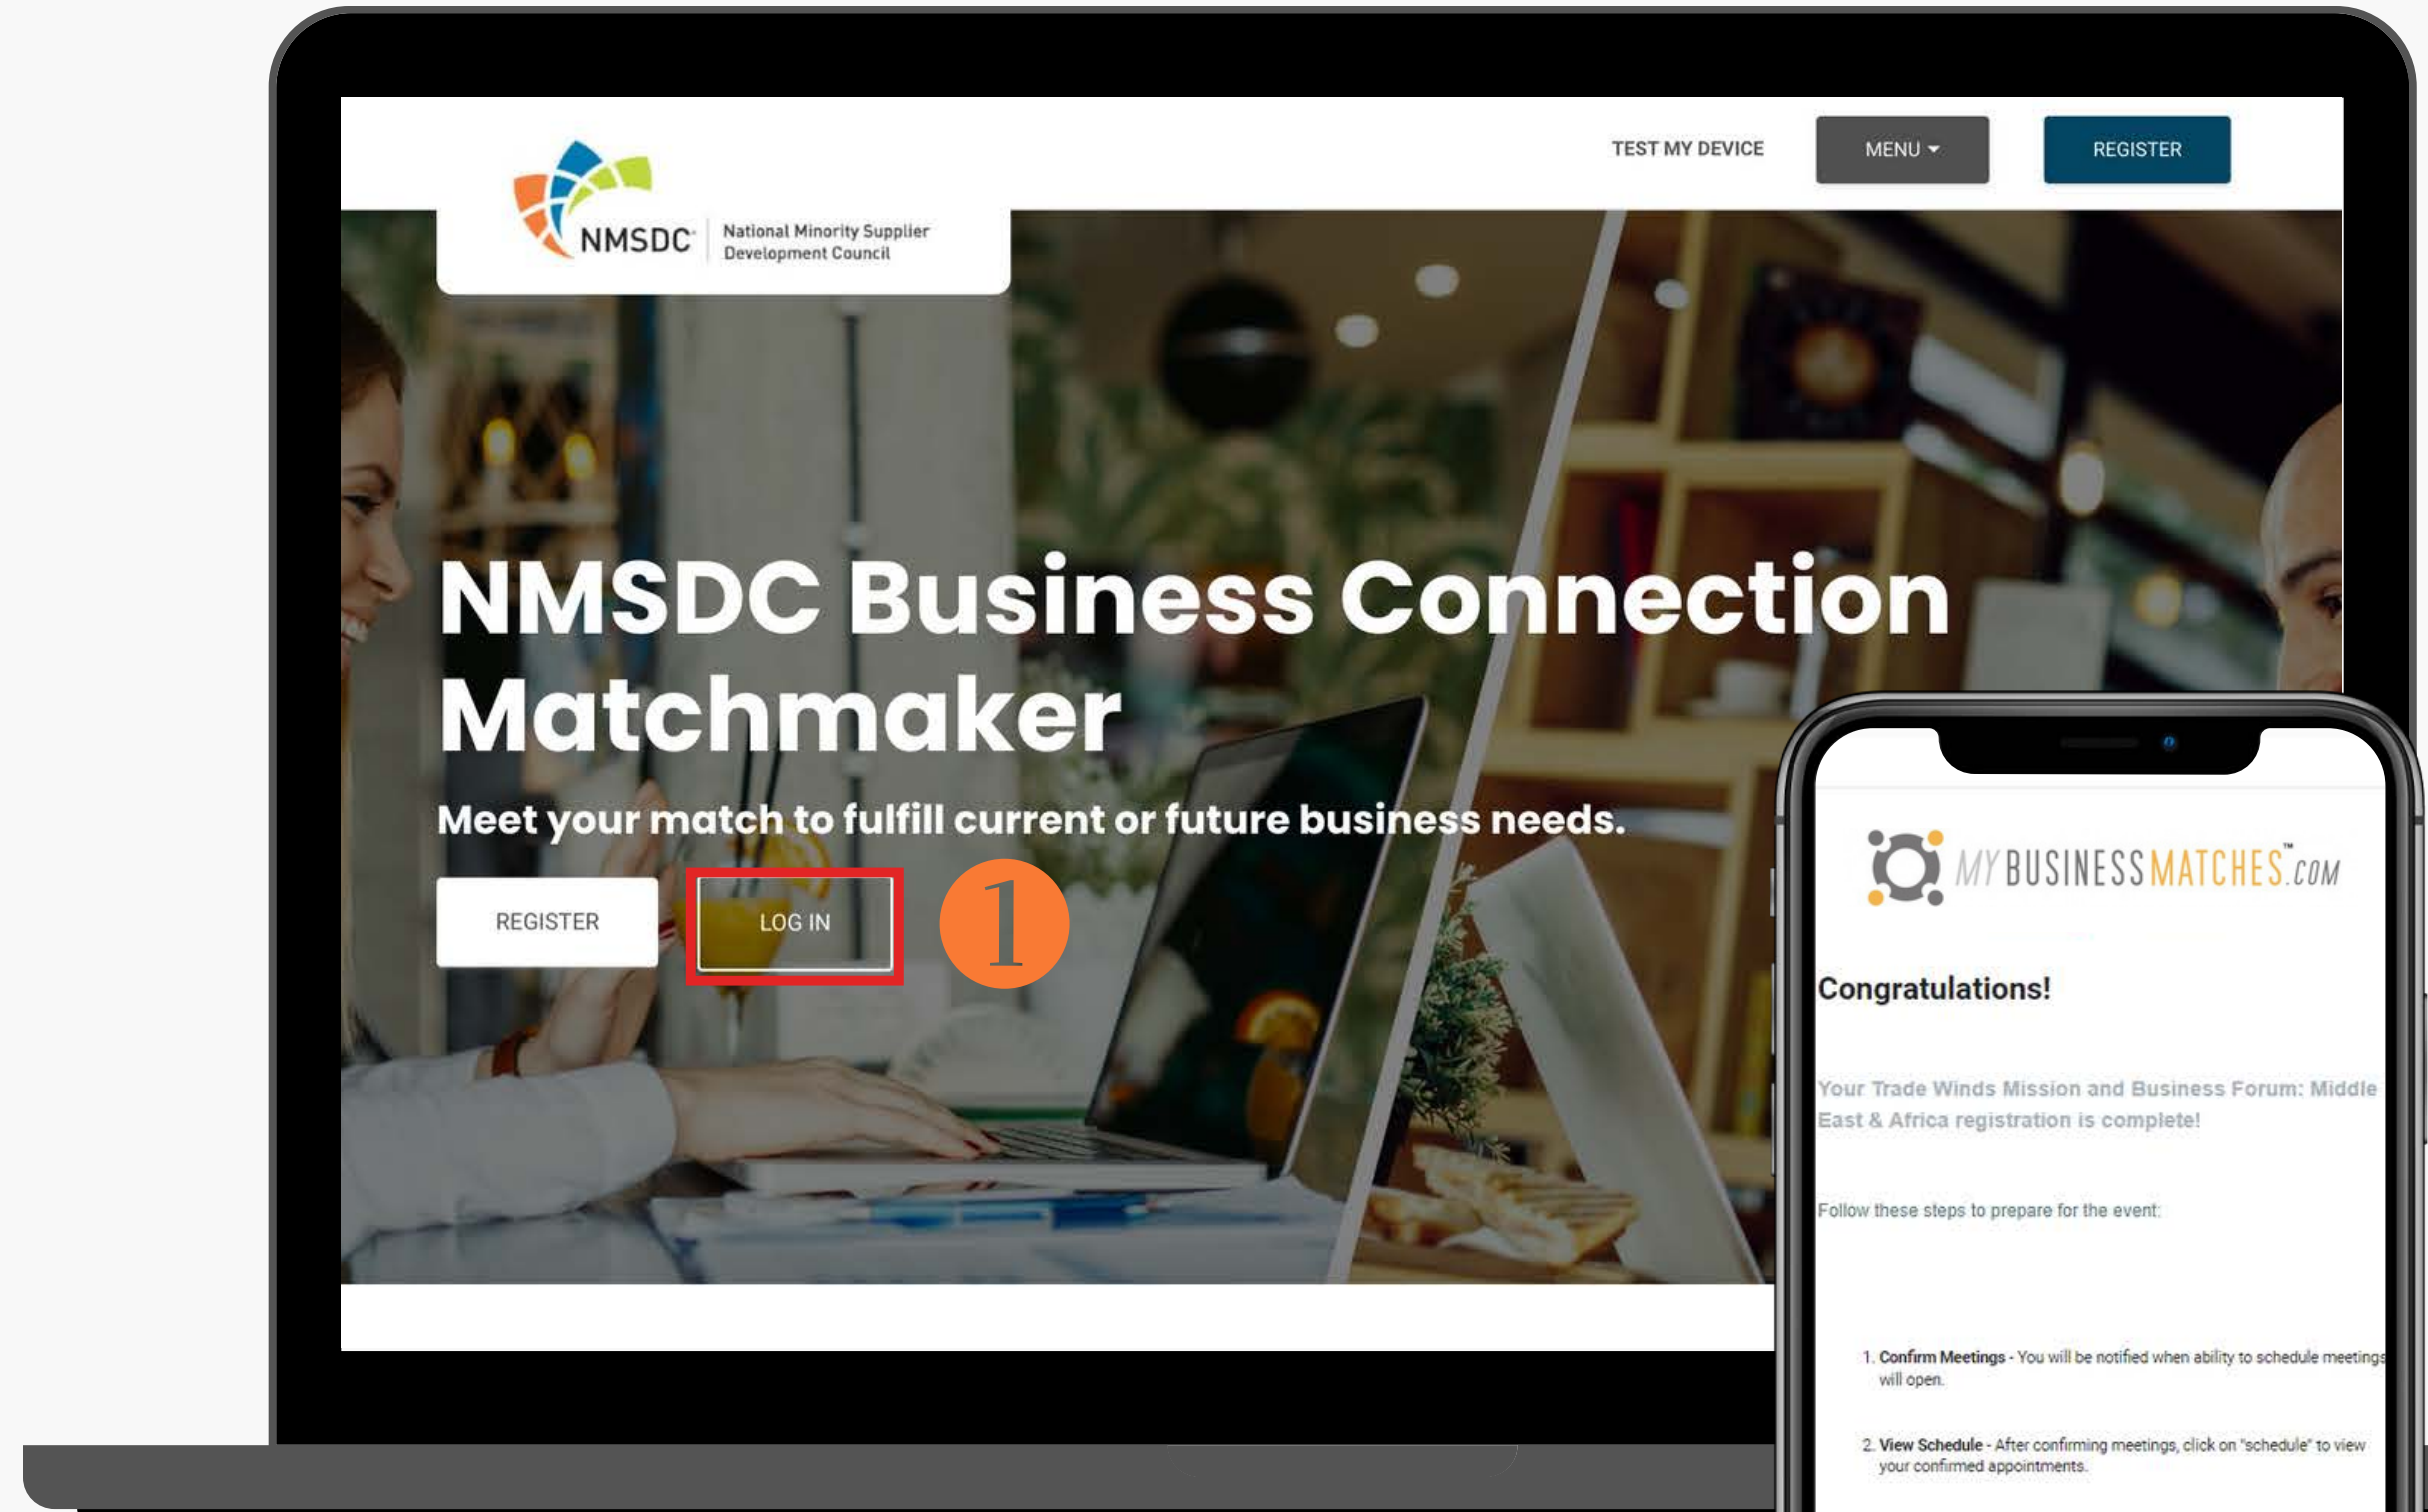 TEST MY DEVICE
MENU
REGISTER
NMSDC
National Minority Supplier
Development Council
NMSDC Business Connection
Matchmaker
Meet your match to fulfill current or future business needs.
REGISTER
LOG IN
1
MYBUSINESSMATCHES™.COM
Congratulations!
Your Trade Winds Mission and Business Forum: Middle
East & Africa registration is complete!
Follow these steps to prepare for the event:
1. Confirm Meetings - You will be notified when ability to schedule meetings
will open.
2. View Schedule - After confirming meetings, click on "schedule" to view
your confirmed appointments.